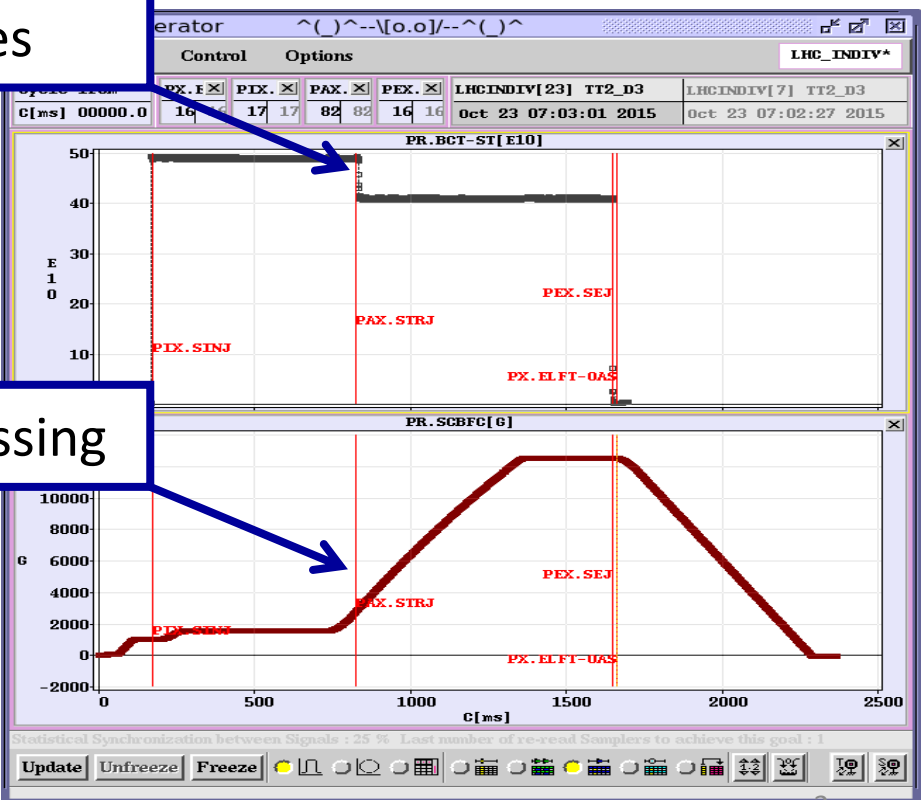 es
erator ^(_)^--\[o.o]/--^(_)^
Control Options LHC_INDIV*
PX.F PIX. PAX. PEX. LHCINDIV[23] TT2_D3 LHCINDIV[7] TT2_D3
C[ms] 00000.0 16 16 17 17 82 82 16 16 Oct 23 07:03:01 2015 Oct 23 07:02:27 2015
PR.BCT-ST[E10]
50
40
30
E10
20
10
PEX.SEJ
PAX.STRJ
PIX.SINJ
PX.ELFT-OAS
ssing
PR.SCBFC[G]
10000
8000
G 6000
4000
2000
0
-2000
PEX.SEJ
PAX.STRJ
PIX.SINJ
PX.ELFT-OAS
0 500 1000 1500 2000 2500
C[ms]
Statistical Synchronization between Signals : 25 % Last number of re-read Samplers to achieve this goal : 1
Update Unfreeze Freeze